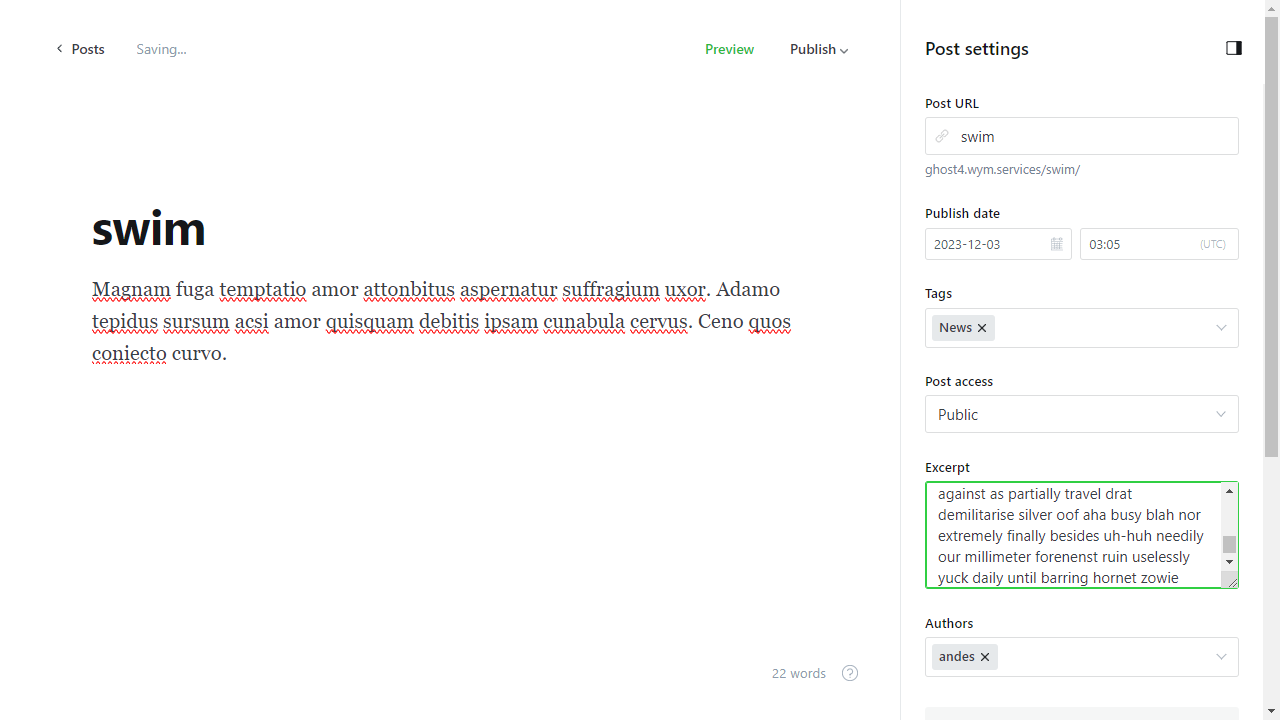 Posts
Saving...
Preview
Publish
Post settings
Post URL
swim
ghost4.wym.services/swim/
Publish date
2023-12-03
03:05
(UTC)
Tags
News
Post access
Public
Excerpt
against as partially travel drat
demilitarise silver oof aha busy blah nor
extremely finally besides uh-huh needily
our millimeter forenenst ruin uselessly
yuck daily until barring hornet zowie
Authors
andes
swim
Magnam fuga temptatio amor attonbitus aspernatur suffragium uxor. Adamo
tepidus sursum acsi amor quisquam debitis ipsam cunabula cervus. Ceno quos
coniecto curvo.
22 words
?